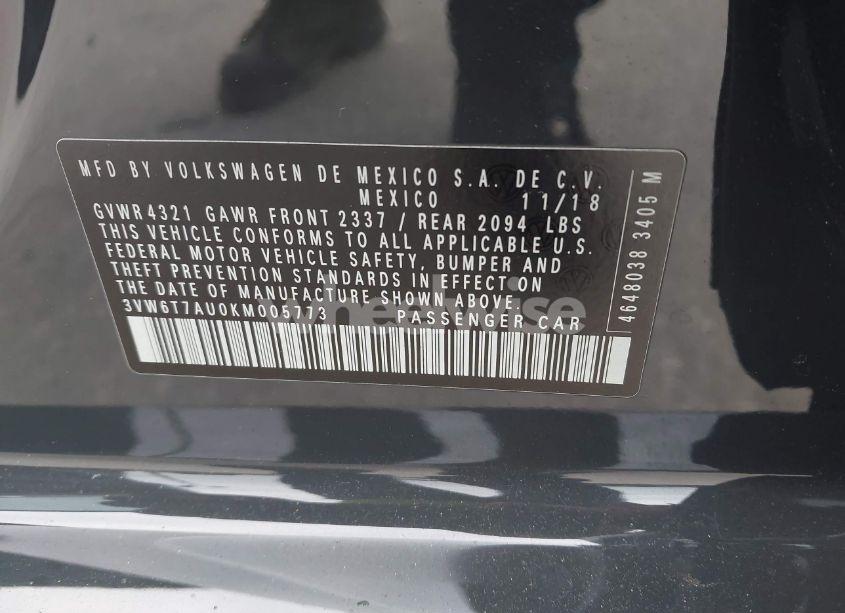 MFD BY VOLKSWAGEN DE MEXICO S.A. DE C.V.
MEXICO 11/18
GVWR 4321 GAWR FRONT 2337 / REAR 2094 LBS
THIS VEHICLE CONFORMS TO ALL APPLICABLE U.S.
FEDERAL MOTOR VEHICLE SAFETY, BUMPER AND
THEFT PREVENTION STANDARDS IN EFFECT ON
THE DATE OF MANUFACTURE SHOWN ABOVE.
3VW6T7AU0KM005773 PASSENGER CAR
4648038 3405 M